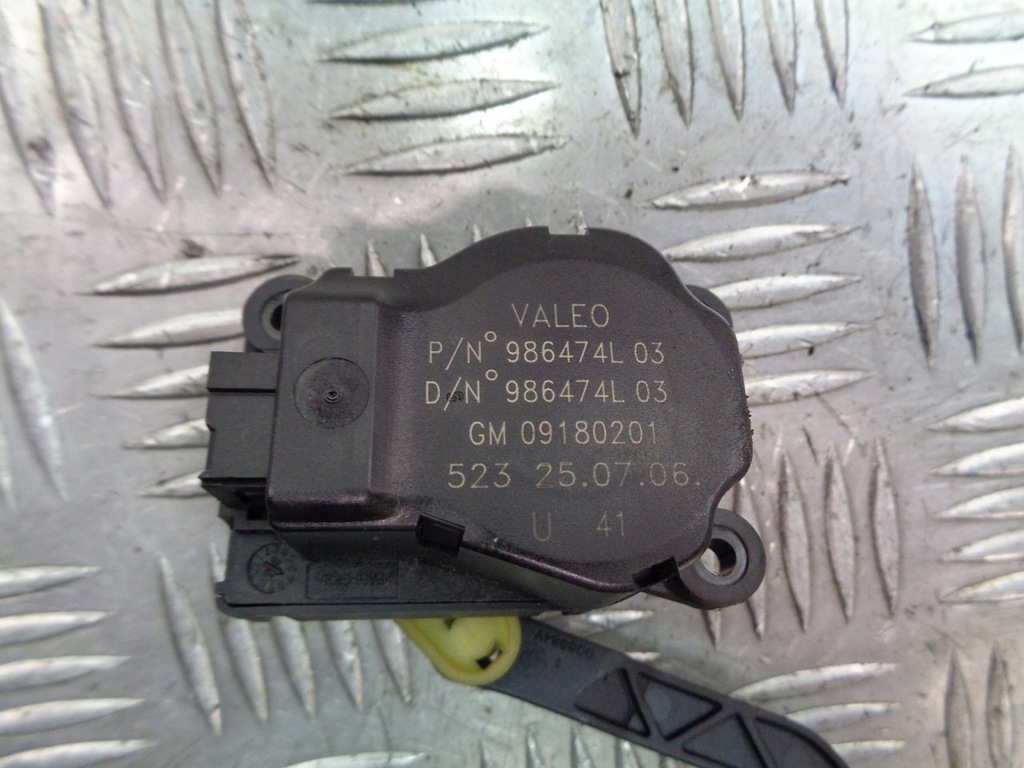 VALEO
P/N° 986474L 03
D/N° 986474L 03
GM 09180201
523 25.07.06.
U 41